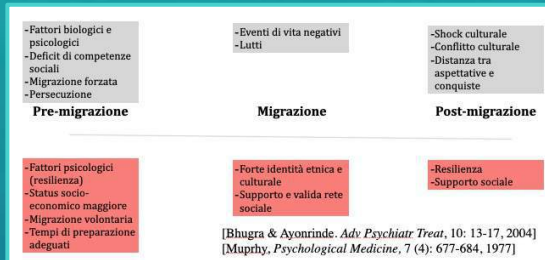 -Fattori biologici e
psicologici
-Deficit di competenze
sociali
-Migrazione forzata
-Persecuzione
Pre-migrazione
-Eventi di vita negativi
-Lutti
Migrazione
-Shock culturale
-Conflitto culturale
-Distanza tra
aspettative e
conquiste
Post-migrazione
-Fattori psicologici
(resilienza)
-Status socio-
economico maggiore
-Migrazione volontaria
-Tempi di preparazione
adeguati
-Forte identità etnica e
culturale
-Supporto e valida rete
sociale
-Resilienza
-Supporto sociale
[Bhugra & Ayonrinde. Adv Psychiatr Treat, 10: 13-17, 2004]
[Muprhy, Psychological Medicine, 7 (4): 677-684, 1977]